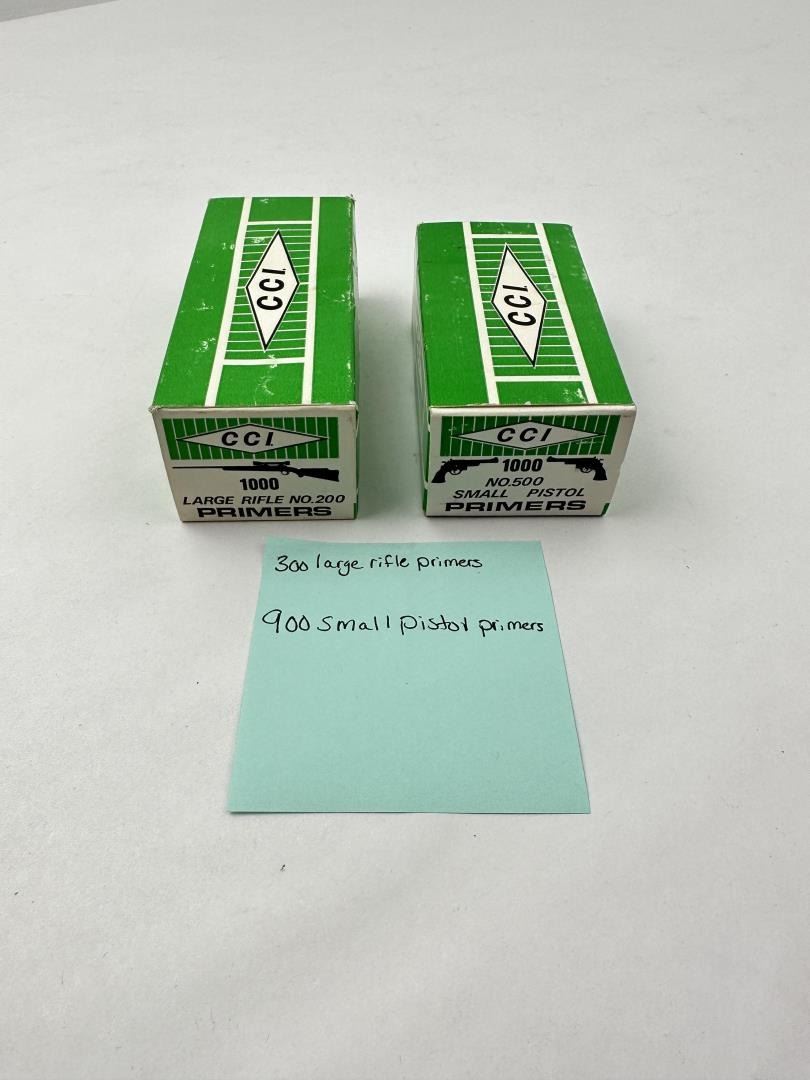 CCI.
CCI.
1000
LARGE RIFLE NO.200
PRIMERS
CCI.
CCI
1000
NO.500
SMALL PISTOL
PRIMERS
300 large rifle primers
900 small pistol primers